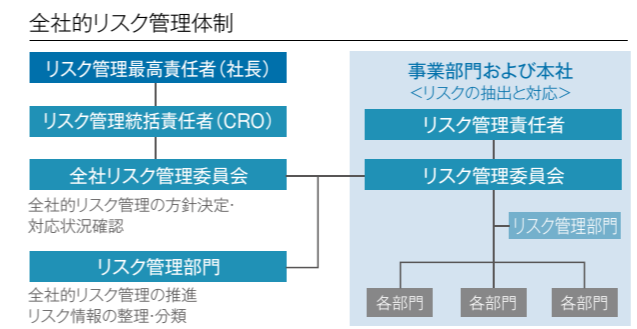 全社的リスク管理体制
リスク管理最高責任者（社長）
リスク管理統括責任者（CRO）
全社リスク管理委員会
全社的リスク管理の方針決定・
対応状況確認
リスク管理部門
全社的リスク管理の推進
リスク情報の整理・分類
事業部門および本社
＜リスクの抽出と対応＞
リスク管理責任者
リスク管理委員会
リスク管理部門
各部門
各部門
各部門